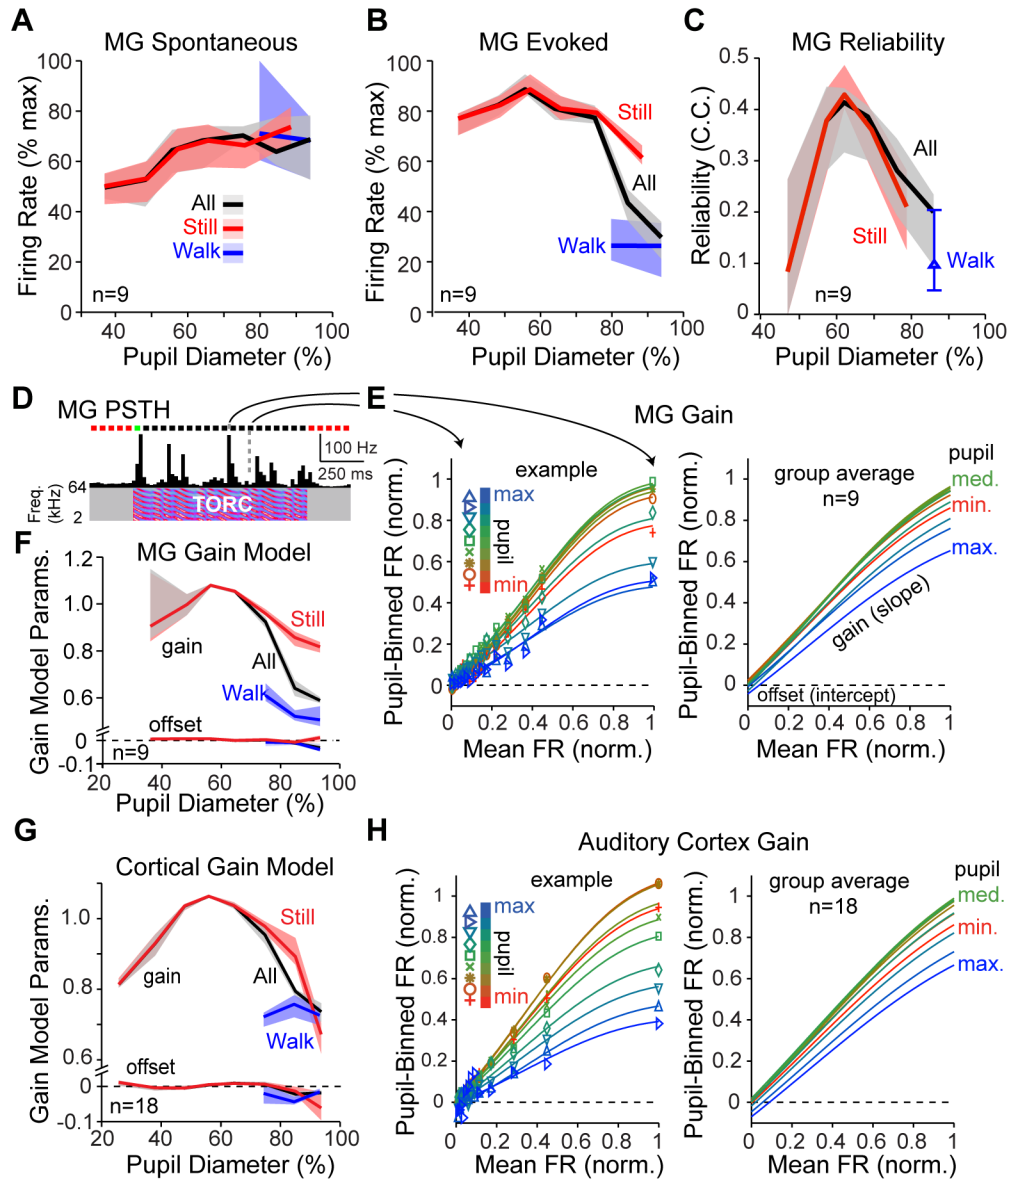 A
MG Spontaneous
Firing Rate (% max)
100
80
60
40
20
0
All
Still
Walk
n=9
40 60 80 100
Pupil Diameter (%)
B
MG Evoked
Firing Rate (% max)
100
80
60
40
20
0
Still
All
Walk
n=9
40 60 80 100
Pupil Diameter (%)
C
MG Reliability
Reliability (C.C.)
0.5
0.4
0.3
0.2
0.1
0
All
Still
Walk
n=9
40 60 80 100
Pupil Diameter (%)
D
MG PSTH
100 Hz
250 ms
Freq.
(kHz)
64
2
TORC
E
MG Gain
example
Pupil-Binned FR (norm.)
1
0.8
0.6
0.4
0.2
0
max
pupil
min
0 0.2 0.4 0.6 0.8 1
Mean FR (norm.)
group average
n=9
pupil
med.
min.
max.
Pupil-Binned FR (norm.)
1
0.8
0.6
0.4
0.2
0
gain (slope)
offset (intercept)
0 0.2 0.4 0.6 0.8 1
Mean FR (norm.)
F
MG Gain Model
Gain Model Params.
1.2
1.0
0.8
0.6
0
-0.1
gain
Still
All
Walk
offset
n=9
20 40 60 80 100
Pupil Diameter (%)
G
Cortical Gain Model
Gain Model Params.
1.0
0.8
0.6
0
-0.1
gain
Still
All
Walk
offset
n=18
20 40 60 80 100
Pupil Diameter (%)
H
Auditory Cortex Gain
example
Pupil-Binned FR (norm.)
1
0.8
0.6
0.4
0.2
0
max
pupil
min
0 0.2 0.4 0.6 0.8 1
Mean FR (norm.)
group average
n=18
pupil
med.
min.
max.
Pupil-Binned FR (norm.)
1
0.8
0.6
0.4
0.2
0
0 0.2 0.4 0.6 0.8 1
Mean FR (norm.)